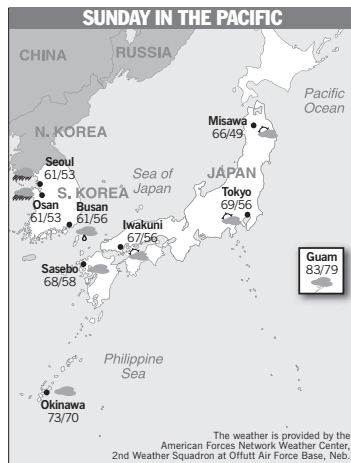 SUNDAY IN THE PACIFIC
CHINA
RUSSIA
Pacific
Ocean
Misawa
66/49
N. KOREA
Seoul
61/53
Sea of
Japan
JAPAN
S. KOREA
Tokyo
69/56
Osan
61/53
Busan
61/56
Iwakuni
67/56
Guam
83/79
Sasebo
68/58
Philippine
Sea
Okinawa
73/70
The weather is provided by the
American Forces Network Weather Center,
2nd Weather Squadron at Offutt Air Force Base, Neb.